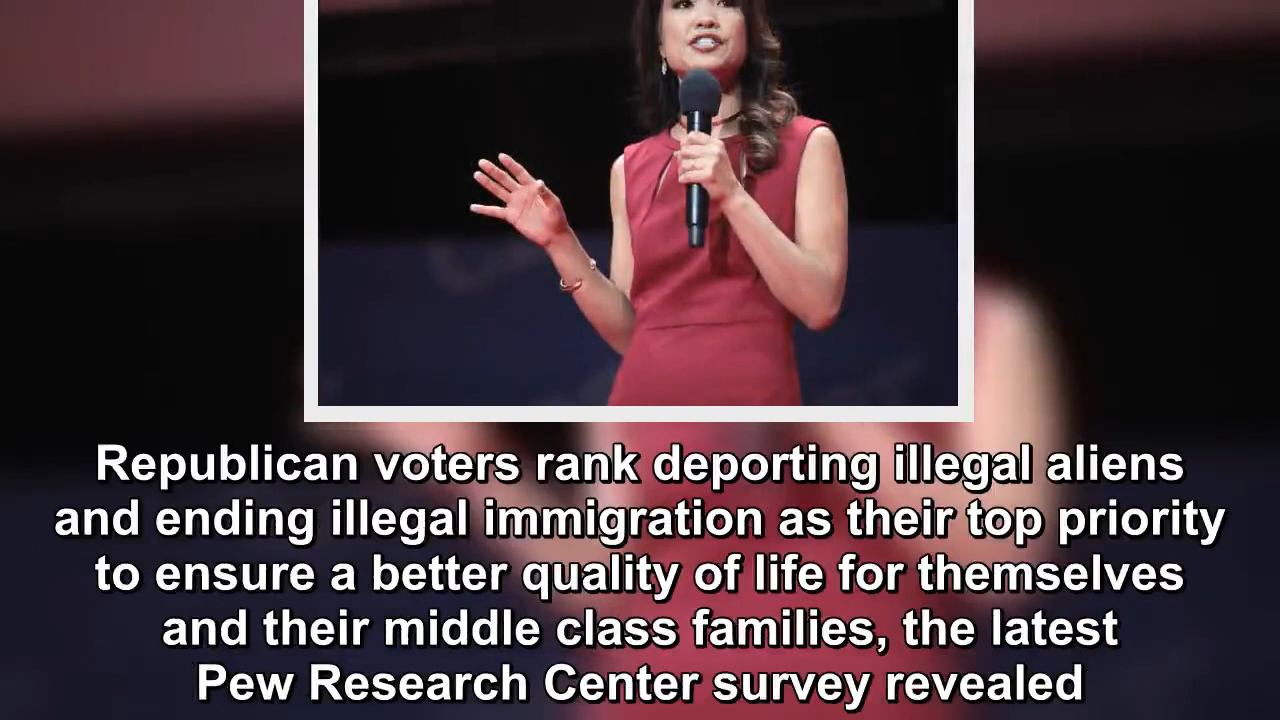 Republican voters rank deporting illegal aliens
and ending illegal immigration as their top priority
to ensure a better quality of life for themselves
and their middle class families, the latest
Pew Research Center survey revealed